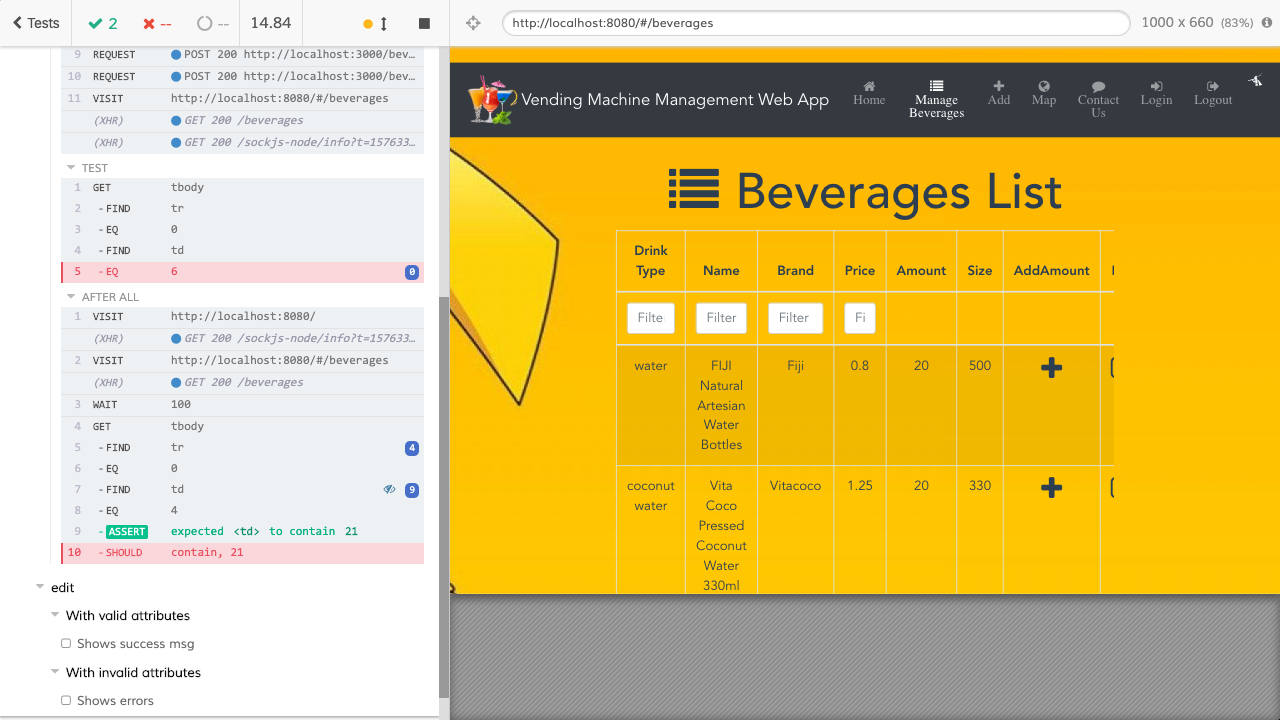 Tests
2
--
--
14.84
9 REQUEST POST 200 http://localhost:3000/bev…
10 REQUEST POST 200 http://localhost:3000/bev…
11 VISIT http://localhost:8080/#/beverages
(XHR) GET 200 /beverages
(XHR) GET 200 /sockjs-node/info?t=157633…
TEST
1 GET tbody
2 -FIND tr
3 -EQ 0
4 -FIND td
5 -EQ 6 0
AFTER ALL
1 VISIT http://localhost:8080/
(XHR) GET 200 /sockjs-node/info?t=157633…
2 VISIT http://localhost:8080/#/beverages
(XHR) GET 200 /beverages
3 WAIT 100
4 GET tbody
5 -FIND tr 4
6 -EQ 0
7 -FIND td 9
8 -EQ 4
9 -ASSERT expected <td> to contain 21
10 -SHOULD contain, 21
edit
With valid attributes
Shows success msg
With invalid attributes
Shows errors
http://localhost:8080/#/beverages
1000 x 660 (83%)
Vending Machine Management Web App
Home
Manage
Beverages
Add
Map
Contact
Us
Login
Logout
Beverages List
Drink
Type Name Brand Price Amount Size AddAmount
Filte Filter Filter Fi
water FIJI Fiji 0.8 20 500
Natural
Artesian
Water
Bottles
coconut Vita Vitacoco 1.25 20 330
water Coco
Pressed
Coconut
Water
330ml